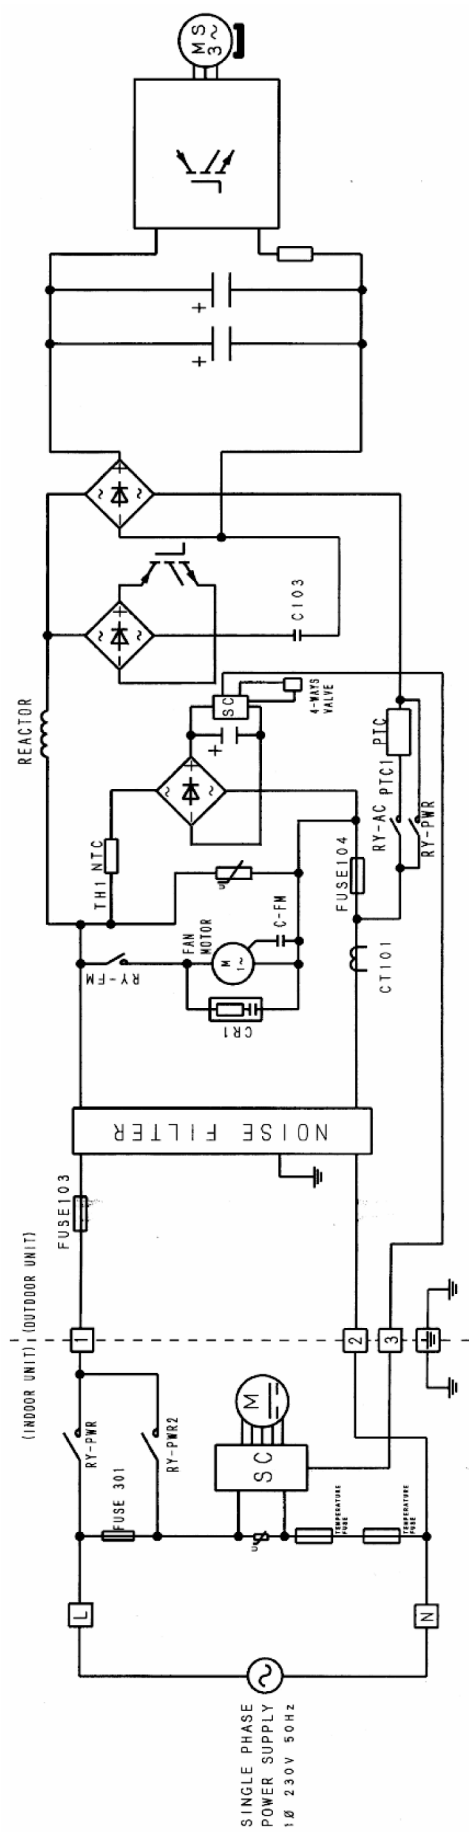 MS
3~
REACTOR
C103
SC
4-WAYS
VALVE
TH1 NTC
U
PTC
PTC1
RY-AC
RY-PWR
FUSE104
RY-FM
FAN
MOTOR
M
1~
C-FM
CR1
CT101
NOISE FILTER
FUSE103
(INDOOR UNIT)
(OUTDOOR UNIT)
1
2
3
RY-PWR
RY-PWR2
M
SC
FUSE 301
U
TEMPERATURE
FUSE
TEMPERATURE
FUSE
L
N
SINGLE PHASE
POWER SUPPLY
1Ø 230V 50Hz